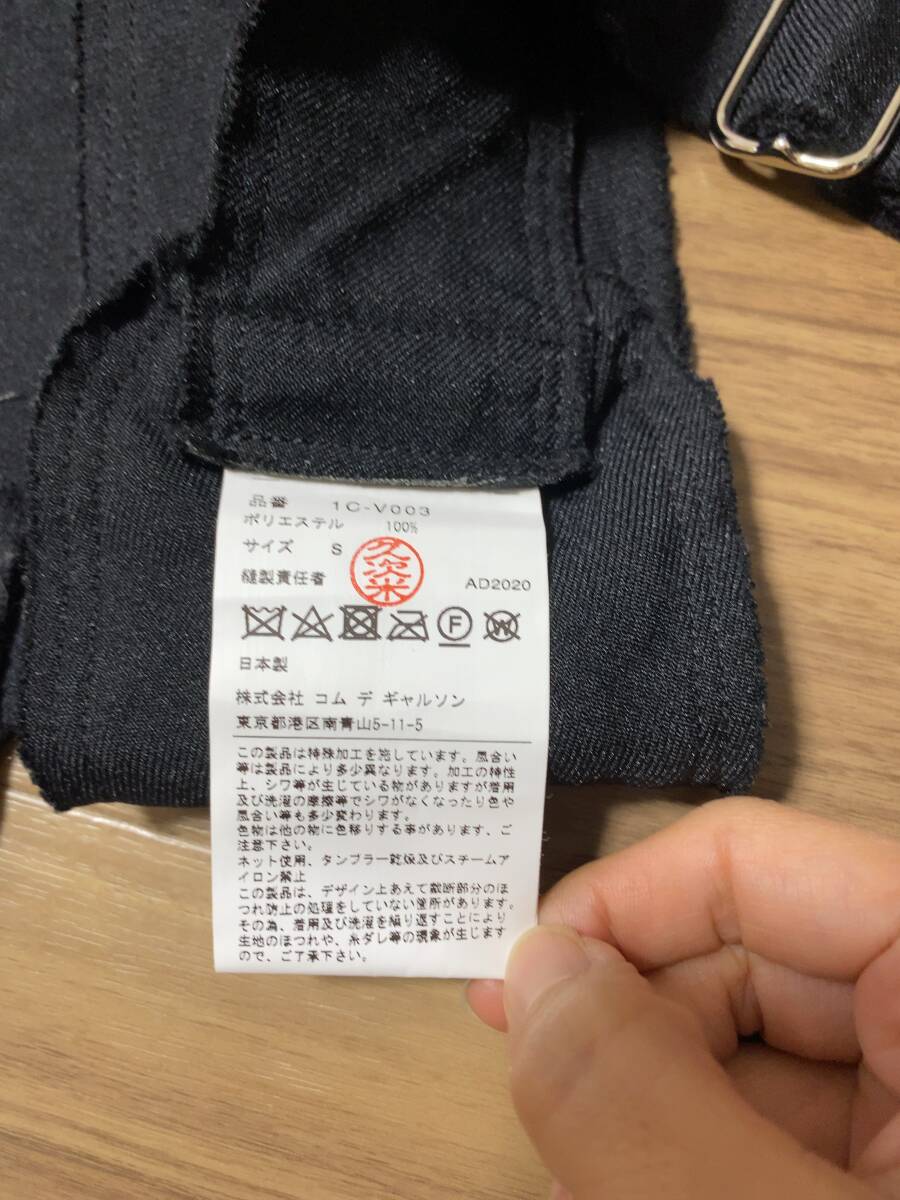 品番 1C-V003
ポリエステル 100%
サイズ S
久次米
縫製責任者 AD2020
F W
日本製
株式会社 コム デ ギャルソン
東京都港区南青山5-11-5
この製品は特殊加工を施しています。風合い
等は製品により多少異なります。加工の特性
上、シワ等が生じている物がありますが着用
及び洗濯の摩擦等でシワがなくなったり色や
風合い等も多少変わります。
色物は他の物に色移りする事があります、ご
注意下さい。
ネット使用、タンブラー乾燥及びスチームア
イロン禁止
この製品は、デザイン上あえて裁断部分のほ
つれ防止の処理をしていない箇所があります。
その為、着用及び洗濯を繰り返すことにより
生地のほつれや、糸ダレ等の現象が生じます
ので、ご了承下さい。